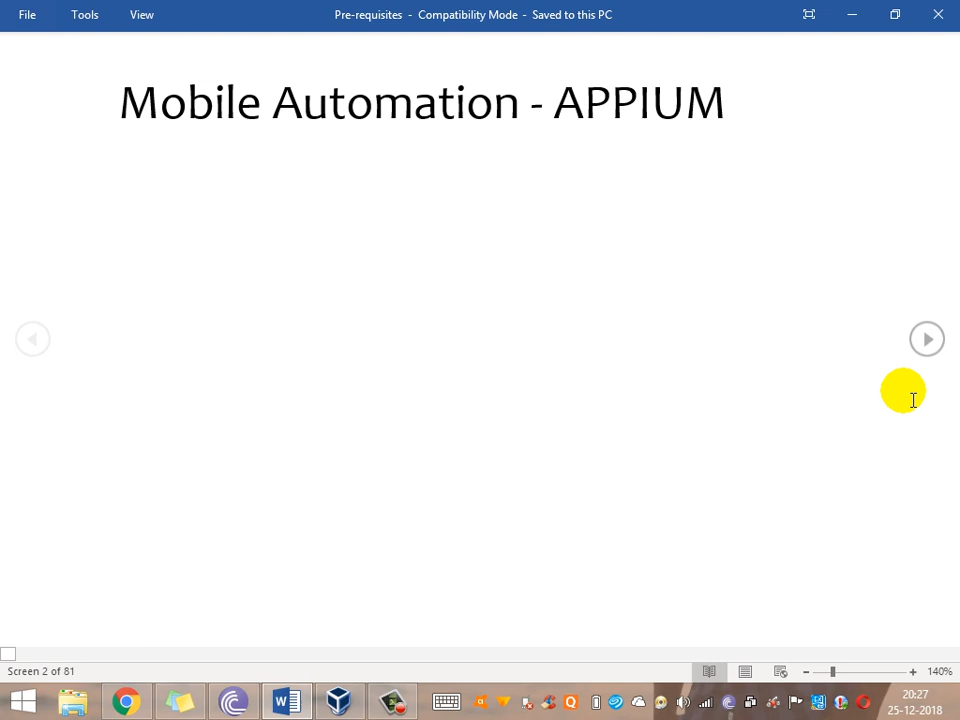 File Tools View Pre-requisites - Compatibility Mode - Saved to this PC
Mobile Automation - APPIUM
Screen 2 of 81
140%
20:27
25-12-2018